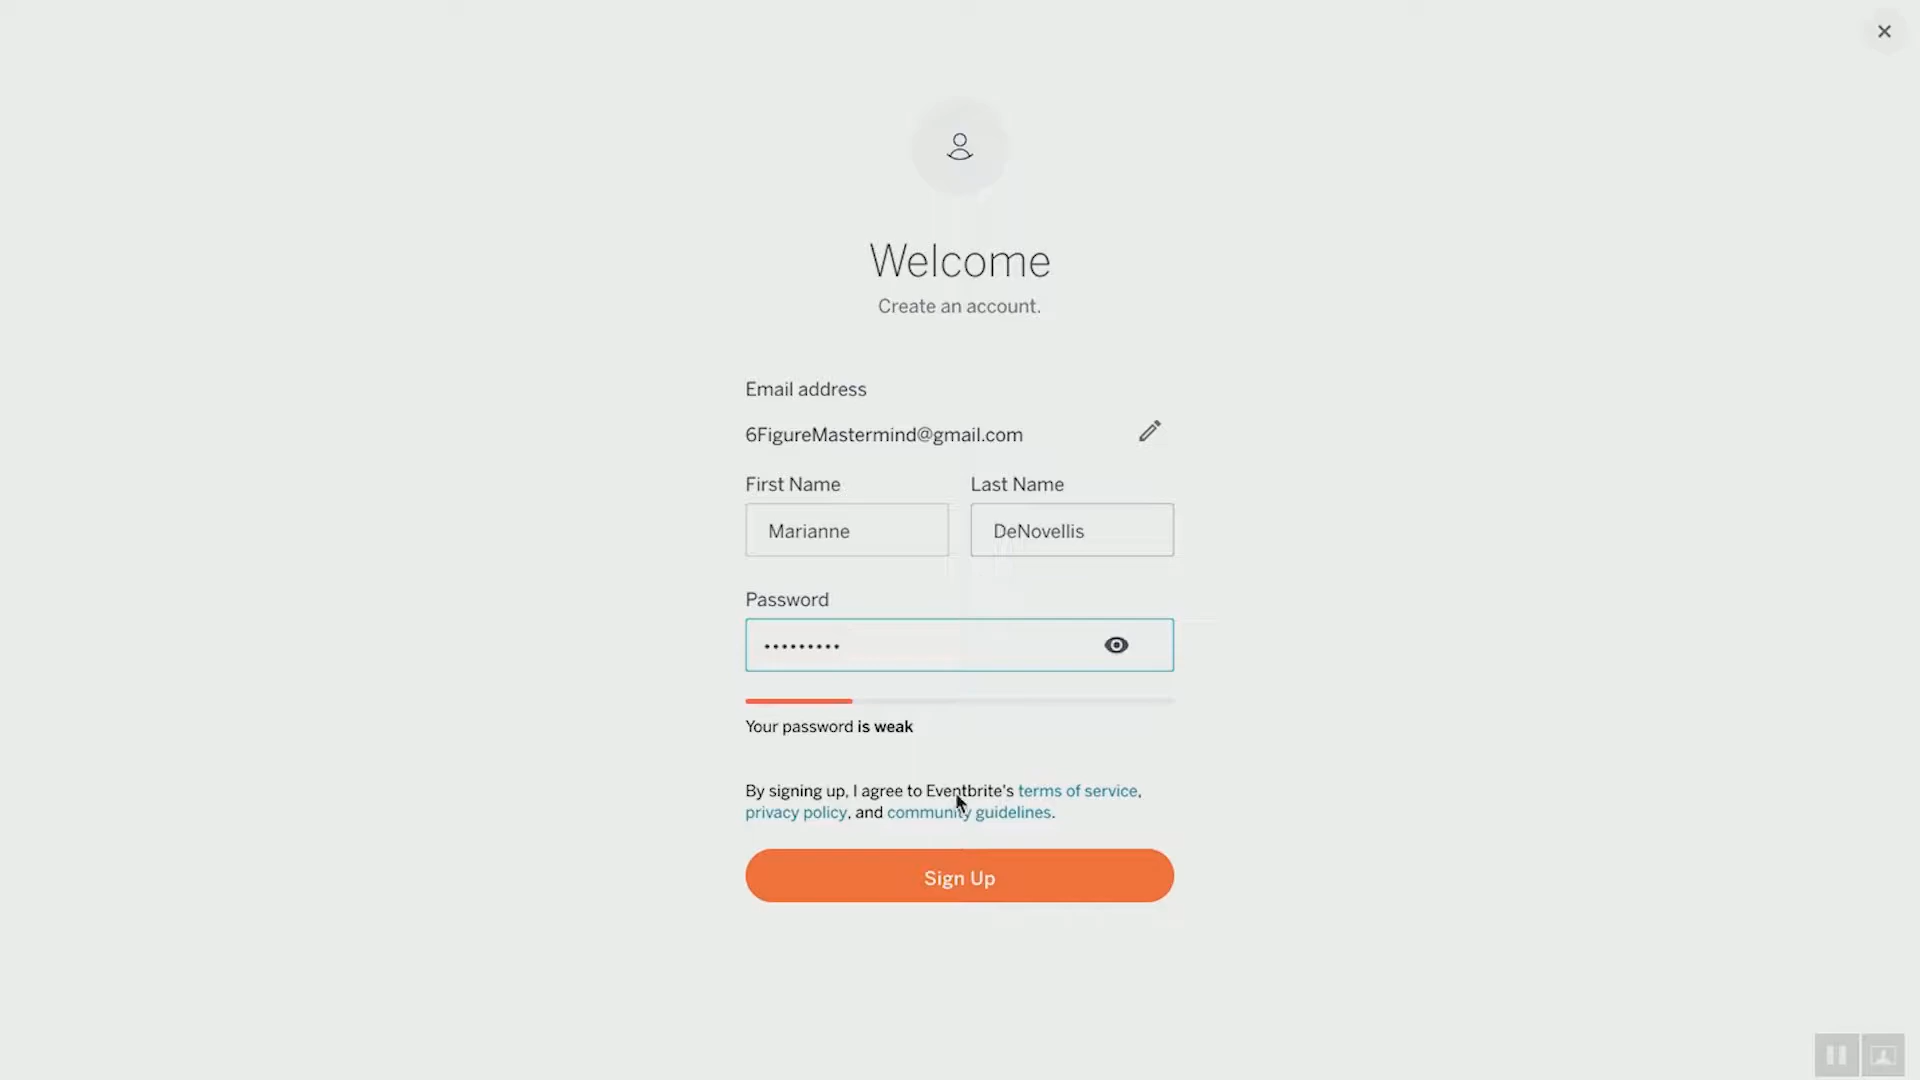 Welcome
Create an account.
Email address
6FigureMastermind@gmail.com
First Name Last Name
Marianne DeNovellis
Password
•••••••••
Your password is weak
By signing up, I agree to Eventbrite's terms of service,
privacy policy, and community guidelines.
Sign Up